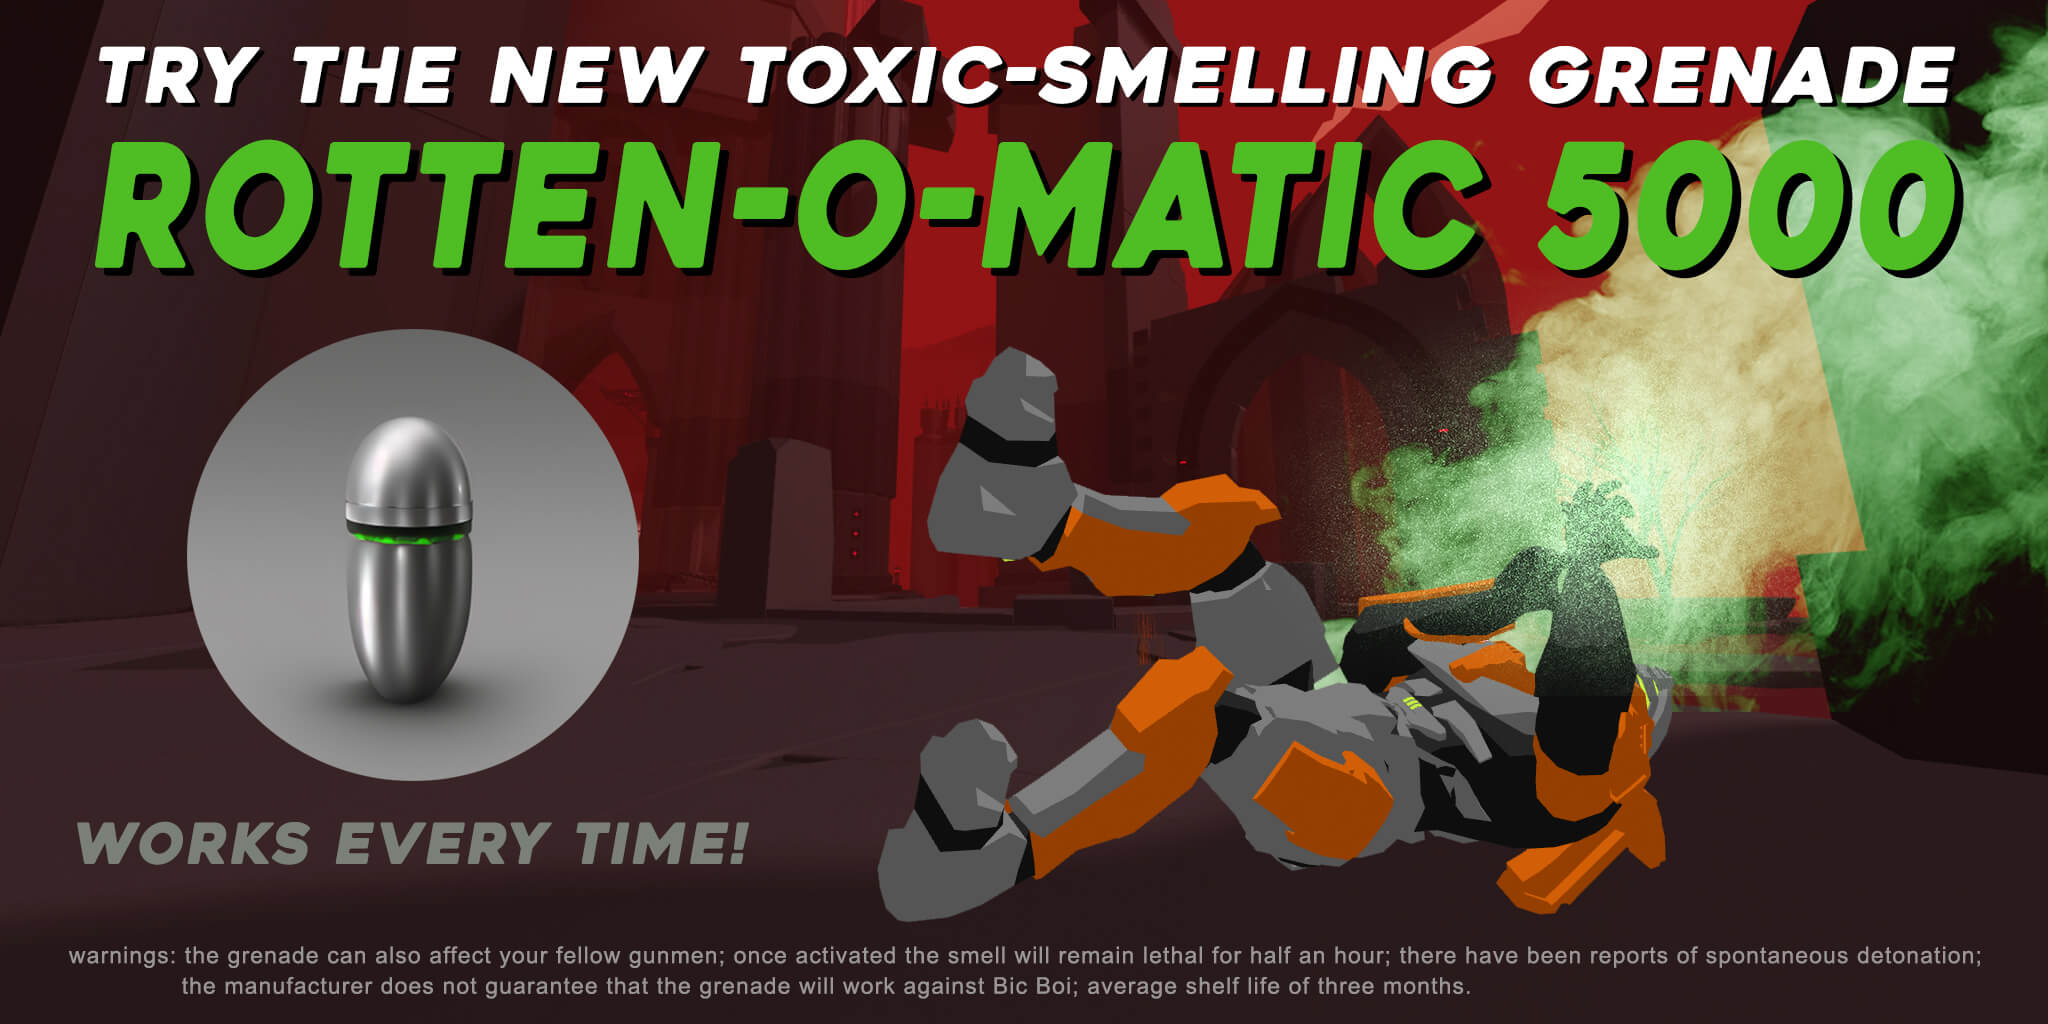 TRY THE NEW TOXIC-SMELLING GRENADE
ROTTEN-O-MATIC 5000
WORKS EVERY TIME!
warnings: the grenade can also affect your fellow gunmen; once activated the smell will remain lethal for half an hour; there have been reports of spontaneous detonation;
the manufacturer does not guarantee that the grenade will work against Bic Boi; average shelf life of three months.